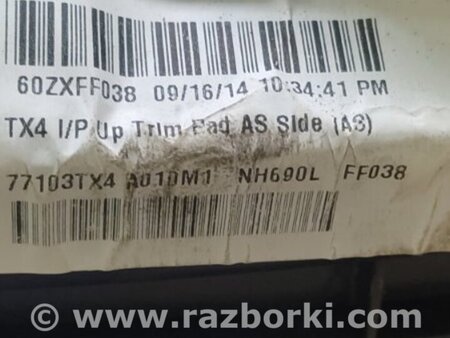 60ZXFF038 09/16/14 10:34:41 PM
TX4 I/P Up Trim Pad AS Side (A3)
77103TX4 A010M1 NH690L FF038
© www.razborki.com